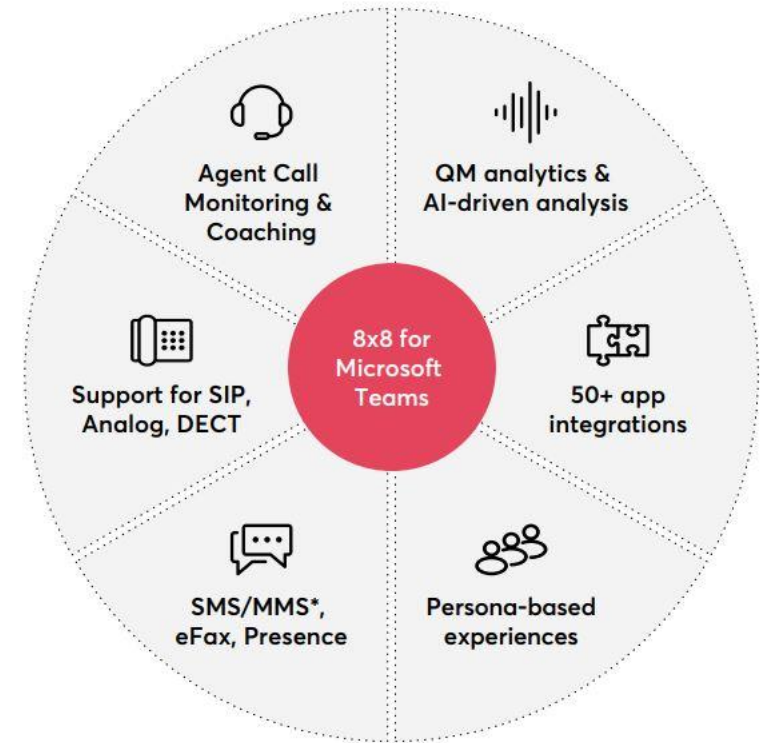 Agent Call
Monitoring &
Coaching
QM analytics &
AI-driven analysis
Support for SIP,
Analog, DECT
8x8 for
Microsoft
Teams
50+ app
integrations
SMS/MMS*,
eFax, Presence
Persona-based
experiences